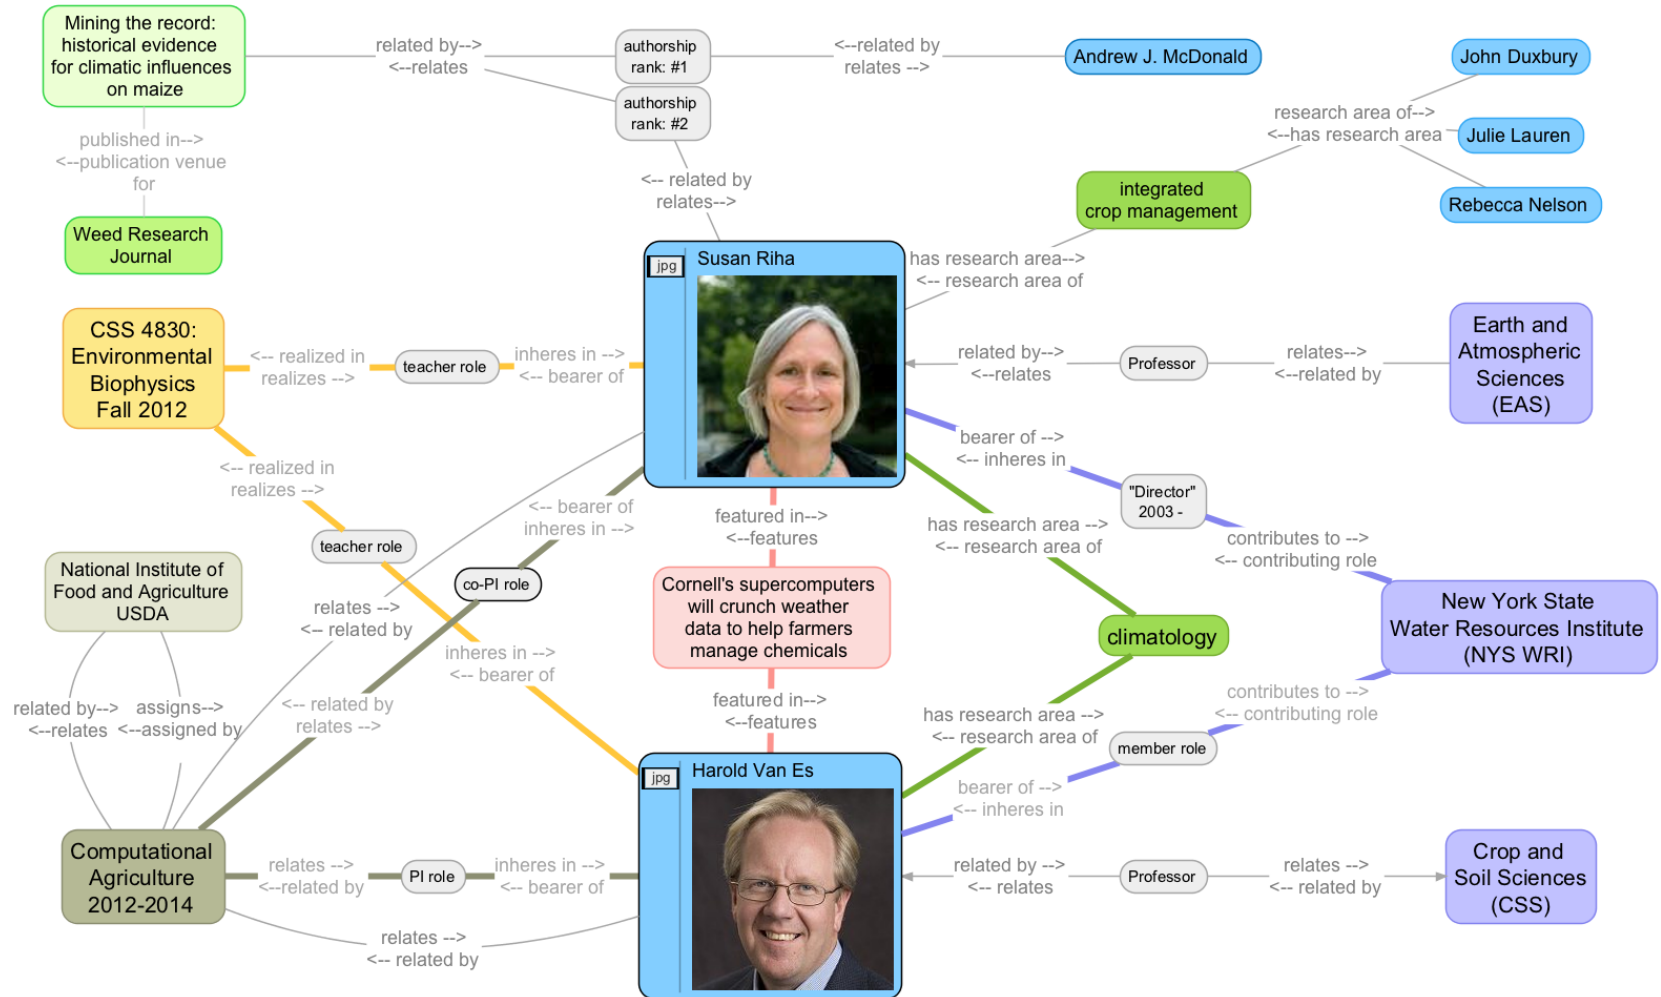 Mining the record:
historical evidence
for climatic influences
on maize
related by-->
<--relates
authorship
rank: #1
<--related by
relates -->
Andrew J. McDonald
John Duxbury
authorship
rank: #2
research area of-->
<--has research area
Julie Lauren
published in-->
<--publication venue
for
<-- related by
relates-->
integrated
crop management
Rebecca Nelson
Weed Research
Journal
jpg
Susan Riha
has research area-->
<-- research area of
CSS 4830:
Environmental
Biophysics
Fall 2012
<-- realized in
realizes -->
teacher role
inheres in -->
<-- bearer of
related by-->
<--relates
Professor
relates-->
<--related by
Earth and
Atmospheric
Sciences
(EAS)
bearer of -->
<-- inheres in
<-- realized in
realizes -->
"Director"
2003 -
<-- bearer of
inheres in -->
featured in-->
<--features
has research area -->
<-- research area of
contributes to -->
<-- contributing role
teacher role
National Institute of
Food and Agriculture
USDA
co-PI role
relates -->
<-- related by
Cornell's supercomputers
will crunch weather
data to help farmers
manage chemicals
climatology
New York State
Water Resources Institute
(NYS WRI)
inheres in -->
<-- bearer of
related by-->
<--relates
assigns-->
<--assigned by
<-- related by
relates -->
featured in-->
<--features
has research area -->
<-- research area of
contributes to -->
<-- contributing role
member role
jpg
Harold Van Es
bearer of -->
<-- inheres in
Computational
Agriculture
2012-2014
relates -->
<--related by
PI role
inheres in -->
<-- bearer of
related by -->
<-- relates
Professor
relates -->
<-- related by
Crop and
Soil Sciences
(CSS)
relates -->
<-- related by